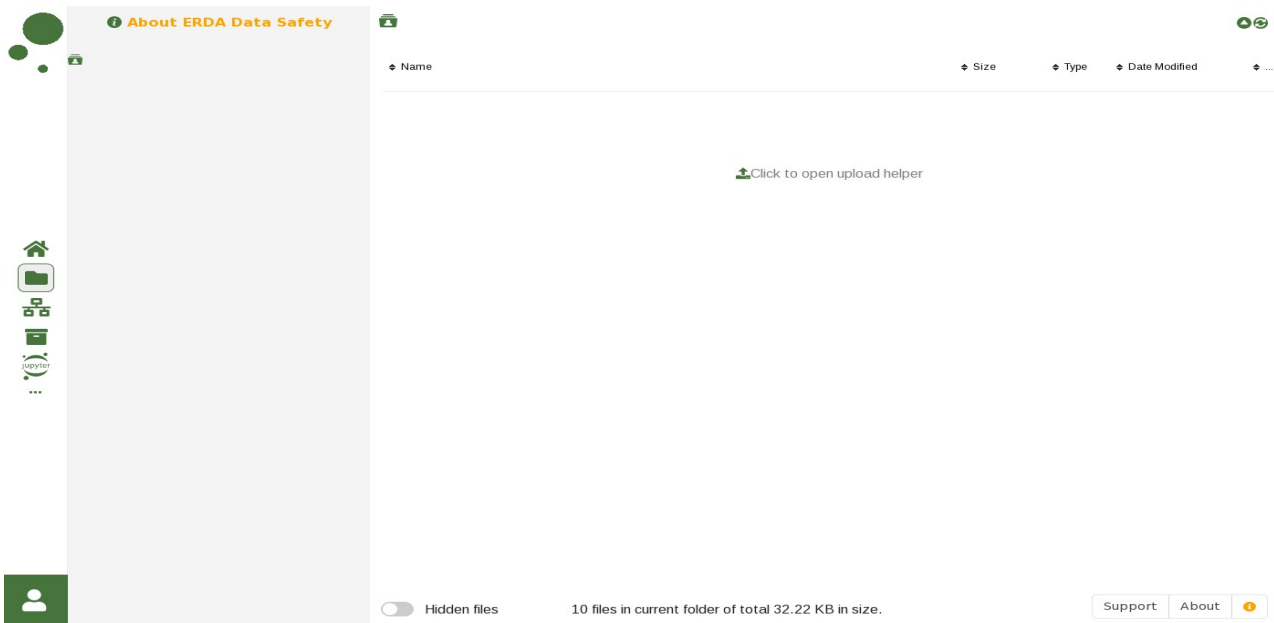 About ERDA Data Safety
Name Size Type Date Modified ...
Click to open upload helper
jupyter
Hidden files 10 files in current folder of total 32.22 KB in size. Support About